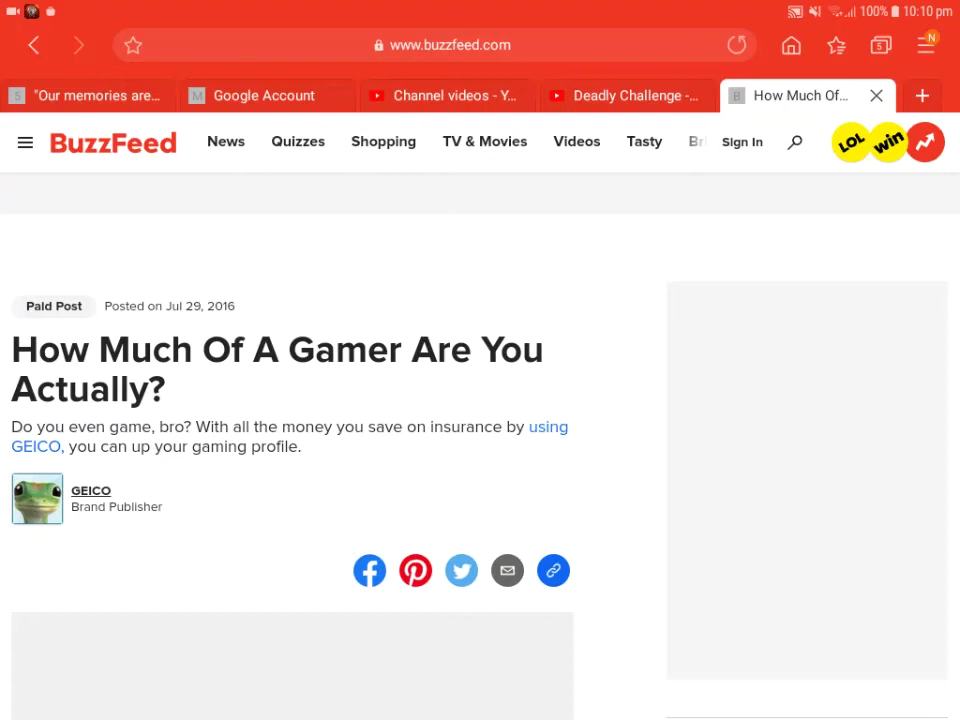 100% 10:10 pm
www.buzzfeed.com
5
N
5 "Our memories are...
M Google Account
Channel videos - Y...
Deadly Challenge -...
B How Much Of...
BuzzFeed
News Quizzes Shopping TV & Movies Videos Tasty Bri Sign In
LOL win
Paid Post Posted on Jul 29, 2016
How Much Of A Gamer Are You
Actually?
Do you even game, bro? With all the money you save on insurance by using
GEICO, you can up your gaming profile.
GEICO
Brand Publisher